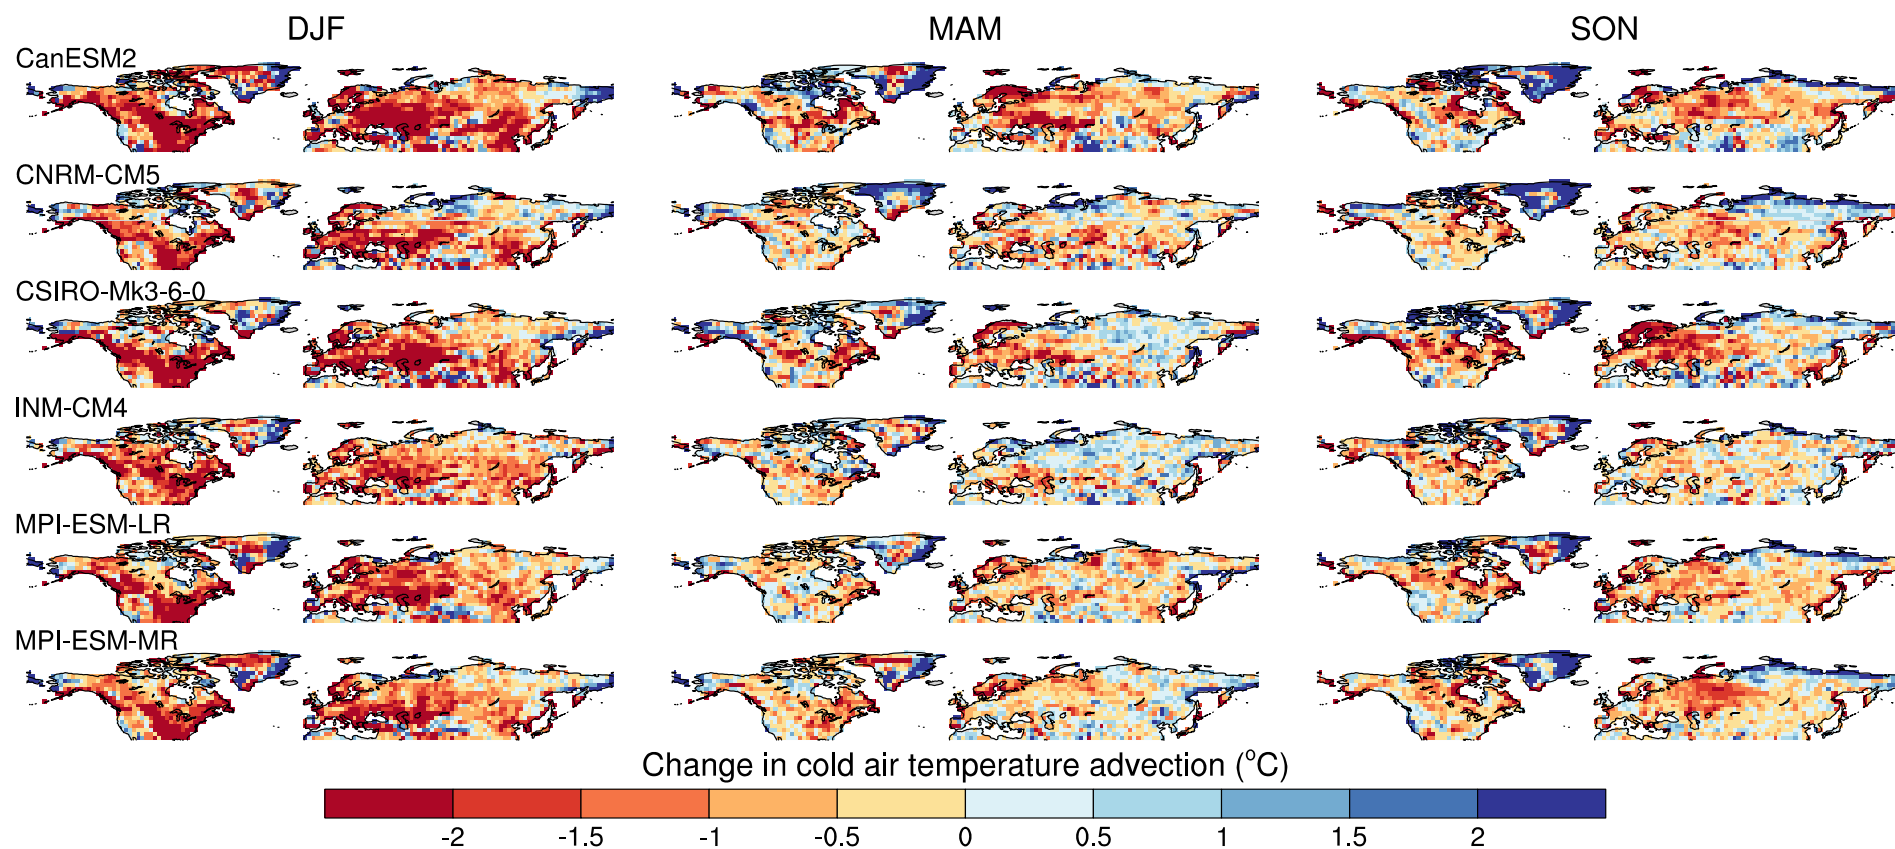 DJF MAM SON
CanESM2
CNRM-CM5
CSIRO-Mk3-6-0
INM-CM4
MPI-ESM-LR
MPI-ESM-MR
Change in cold air temperature advection (°C)
-2 -1.5 -1 -0.5 0 0.5 1 1.5 2